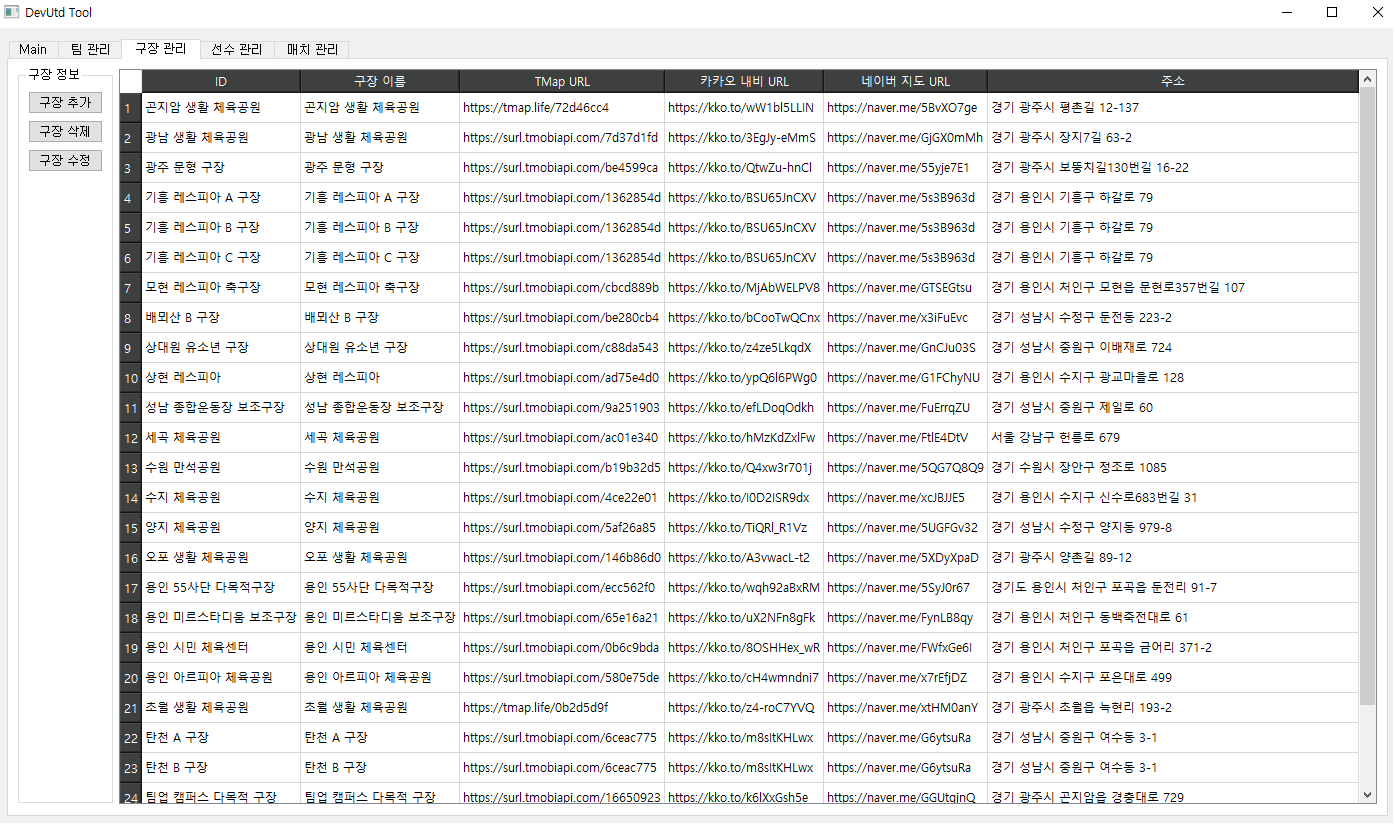 DevUtd Tool
Main 팀 관리 구장 관리 선수 관리 매치 관리
구장 정보
구장 추가
구장 삭제
구장 수정
ID 구장 이름 TMap URL 카카오 내비 URL 네이버 지도 URL 주소
1 곤지암 생활 체육공원 곤지암 생활 체육공원 https://tmap.life/72d46cc4 https://kko.to/wW1bl5LLlN https://naver.me/5BvXO7ge 경기 광주시 평촌길 12-137
2 광남 생활 체육공원 광남 생활 체육공원 https://surl.tmobiapi.com/7d37d1fd https://kko.to/3EgJy-eMmS https://naver.me/GjGX0mMh 경기 광주시 장지7길 63-2
3 광주 문형 구장 광주 문형 구장 https://surl.tmobiapi.com/be4599ca https://kko.to/QtwZu-hnCl https://naver.me/55yje7E1 경기 광주시 보뚱치길130번길 16-22
4 기흥 레스피아 A 구장 기흥 레스피아 A 구장 https://surl.tmobiapi.com/1362854d https://kko.to/BSU65JnCXV https://naver.me/5s3B963d 경기 용인시 기흥구 하갈로 79
5 기흥 레스피아 B 구장 기흥 레스피아 B 구장 https://surl.tmobiapi.com/1362854d https://kko.to/BSU65JnCXV https://naver.me/5s3B963d 경기 용인시 기흥구 하갈로 79
6 기흥 레스피아 C 구장 기흥 레스피아 C 구장 https://surl.tmobiapi.com/1362854d https://kko.to/BSU65JnCXV https://naver.me/5s3B963d 경기 용인시 기흥구 하갈로 79
7 모현 레스피아 축구장 모현 레스피아 축구장 https://surl.tmobiapi.com/cbcd889b https://kko.to/MjAbWELPV8 https://naver.me/GTSEGtsu 경기 용인시 처인구 모현읍 문현로357번길 107
8 배뫼산 B 구장 배뫼산 B 구장 https://surl.tmobiapi.com/be280cb4 https://kko.to/bCooTwQCnx https://naver.me/x3iFuEvc 경기 성남시 수정구 둔전동 223-2
9 상대원 유소년 구장 상대원 유소년 구장 https://surl.tmobiapi.com/c88da543 https://kko.to/z4ze5LkqdX https://naver.me/GnCJu03S 경기 성남시 중원구 이배재로 724
10 상현 레스피아 상현 레스피아 https://surl.tmobiapi.com/ad75e4d0 https://kko.to/ypQ6l6PWg0 https://naver.me/G1FChyNU 경기 용인시 수지구 광교마을로 128
11 성남 종합운동장 보조구장 성남 종합운동장 보조구장 https://surl.tmobiapi.com/9a251903 https://kko.to/efLDoqOdkh https://naver.me/FuErrqZU 경기 성남시 중원구 제일로 60
12 세곡 체육공원 세곡 체육공원 https://surl.tmobiapi.com/ac01e340 https://kko.to/hMzKdZxlFw https://naver.me/FtlE4DtV 서울 강남구 헌릉로 679
13 수원 만석공원 수원 만석공원 https://surl.tmobiapi.com/b19b32d5 https://kko.to/Q4xw3r701j https://naver.me/5QG7Q8Q9 경기 수원시 장안구 정조로 1085
14 수지 체육공원 수지 체육공원 https://surl.tmobiapi.com/4ce22e01 https://kko.to/I0D2ISR9dx https://naver.me/xcJBJJE5 경기 용인시 수지구 신수로683번길 31
15 양지 체육공원 양지 체육공원 https://surl.tmobiapi.com/5af26a85 https://kko.to/TiQRl_R1Vz https://naver.me/5UGFGv32 경기 성남시 수정구 양지동 979-8
16 오포 생활 체육공원 오포 생활 체육공원 https://surl.tmobiapi.com/146b86d0 https://kko.to/A3vwacL-t2 https://naver.me/5XDyXpaD 경기 광주시 양촌길 89-12
17 용인 55사단 다목적구장 용인 55사단 다목적구장 https://surl.tmobiapi.com/ecc562f0 https://kko.to/wqh92aBxRM https://naver.me/5SyJ0r67 경기도 용인시 처인구 포곡읍 둔전리 91-7
18 용인 미르스타디움 보조구장 용인 미르스타디움 보조구장 https://surl.tmobiapi.com/65e16a21 https://kko.to/uX2NFn8gFk https://naver.me/FynLB8qy 경기 용인시 처인구 동백죽전대로 61
19 용인 시민 체육센터 용인 시민 체육센터 https://surl.tmobiapi.com/0b6c9bda https://kko.to/8OSHHex_wR https://naver.me/FWfxGe6I 경기 용인시 처인구 포곡읍 금어리 371-2
20 용인 아르피아 체육공원 용인 아르피아 체육공원 https://surl.tmobiapi.com/580e75de https://kko.to/cH4wmndni7 https://naver.me/x7rEfjDZ 경기 용인시 수지구 포은대로 499
21 초월 생활 체육공원 초월 생활 체육공원 https://tmap.life/0b2d5d9f https://kko.to/z4-roC7YVQ https://naver.me/xtHM0anY 경기 광주시 초월읍 늑현리 193-2
22 탄천 A 구장 탄천 A 구장 https://surl.tmobiapi.com/6ceac775 https://kko.to/m8sItKHLwx https://naver.me/G6ytsuRa 경기 성남시 중원구 여수동 3-1
23 탄천 B 구장 탄천 B 구장 https://surl.tmobiapi.com/6ceac775 https://kko.to/m8sItKHLwx https://naver.me/G6ytsuRa 경기 성남시 중원구 여수동 3-1
24 팀업 캠퍼스 다목적 구장 팀업 캠퍼스 다목적 구장 https://surl.tmobiapi.com/16650923 https://kko.to/k6lXxGsh5e https://naver.me/GGUtqjnQ 경기 광주시 곤지암읍 경충대로 729